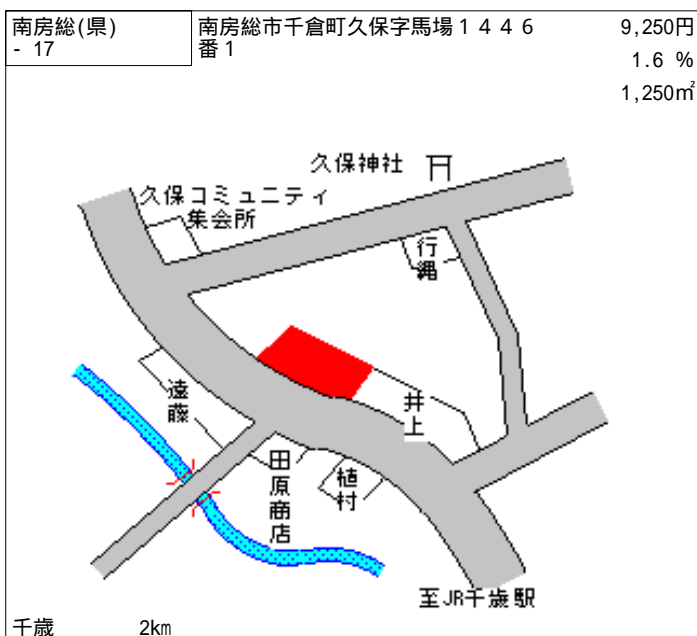 南房総(県)
- 17
南房総市千倉町久保字馬場１４４６
番１
9,250円
1.6 %
1,250㎡
久保神社
久保コミュニティ
集会所
行縄
遠藤
井上
田原商店
植村
至JR千歳駅
千歳 2km